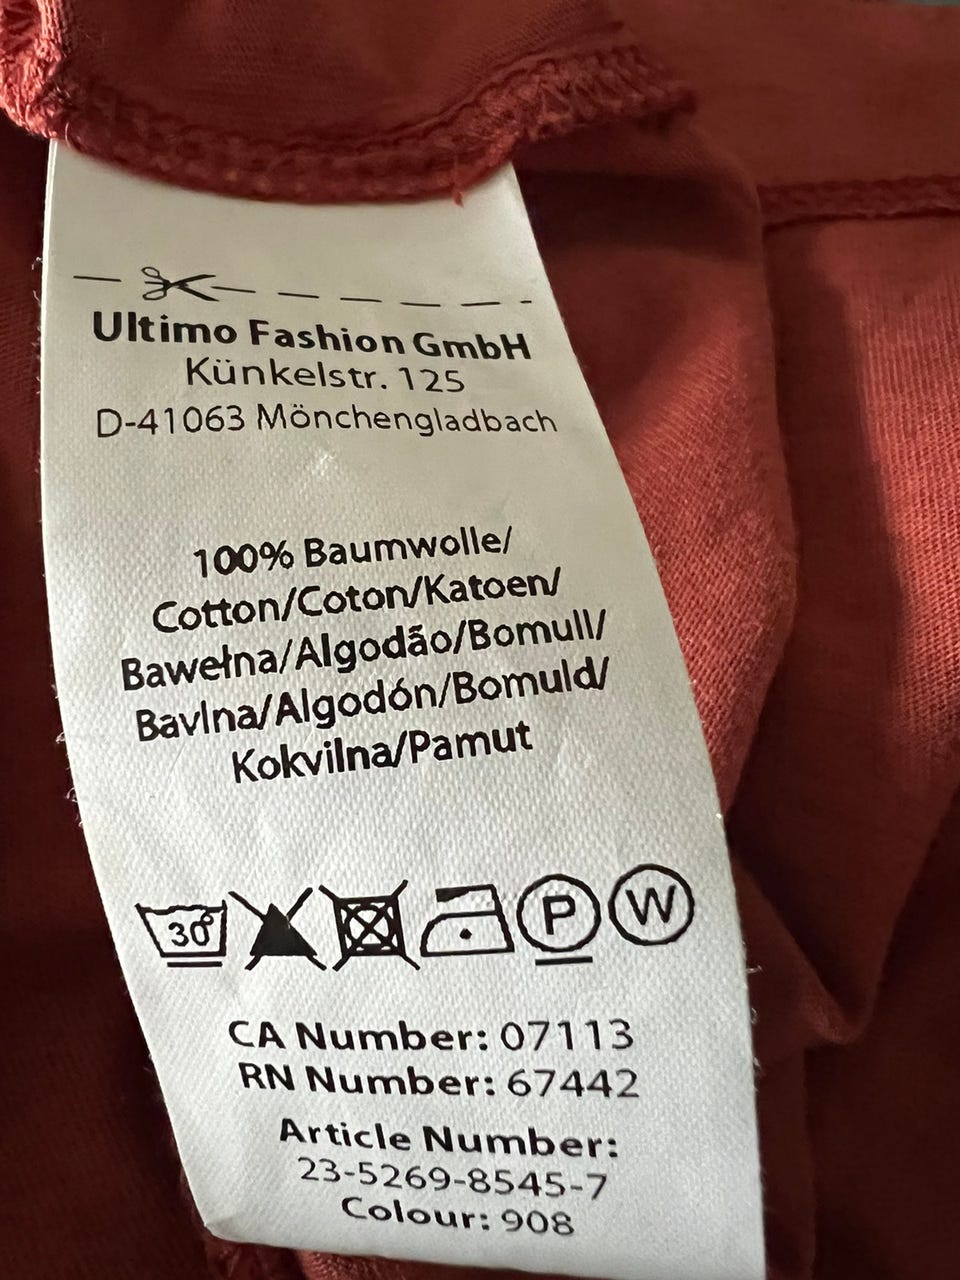 Ultimo Fashion GmbH
Künkelstr. 125
D-41063 Mönchengladbach
100% Baumwolle/
Cotton/Coton/Katoen/
Bawełna/Algodão/Bomull/
Bavlna/Algodón/Bomuld/
Kokvilna/Pamut
30° P W
CA Number: 07113
RN Number: 67442
Article Number:
23-5269-8545-7
Colour: 908